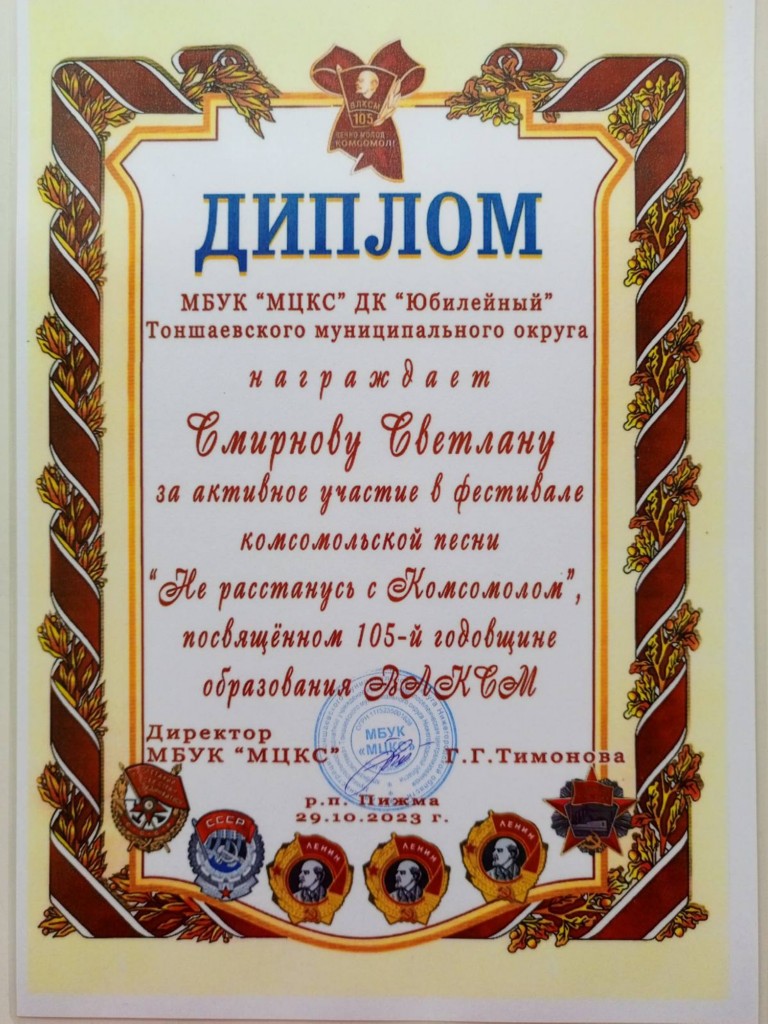 ВЛКСМ
105
ВЕЧНО МОЛОД
КОМСОМОЛ!
ДИПЛОМ
МБУК “МЦКС” ДК “Юбилейный”
Тоншаевского муниципального округа
награждает
Смирнову Светлану
за активное участие в фестивале
комсомольской песни
“Не расстанусь с Комсомолом”,
посвящённом 105-й годовщине
образования ВЛКСМ
Директор
МБУК “МЦКС” Г.Г.Тимонова
МБУК
«МЦКС»
р.п. Пижма
29.10.2023 г.
СССР
ЛЕНИН
ЛЕНИН
ЛЕНИН